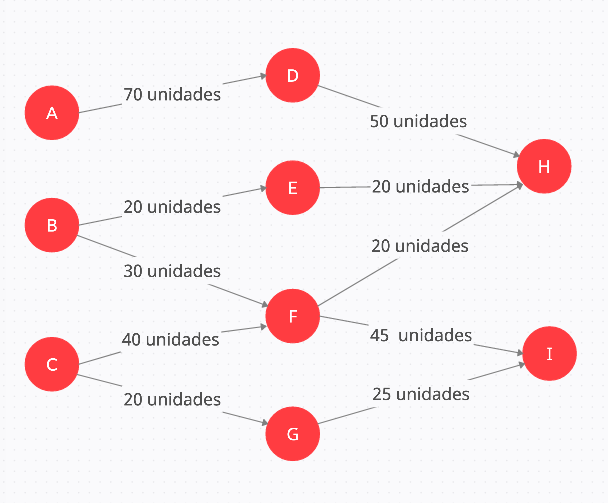 D
A
70 unidades
50 unidades
H
E
20 unidades
20 unidades
B
20 unidades
30 unidades
F
45  unidades
40 unidades
I
C
25 unidades
20 unidades
G